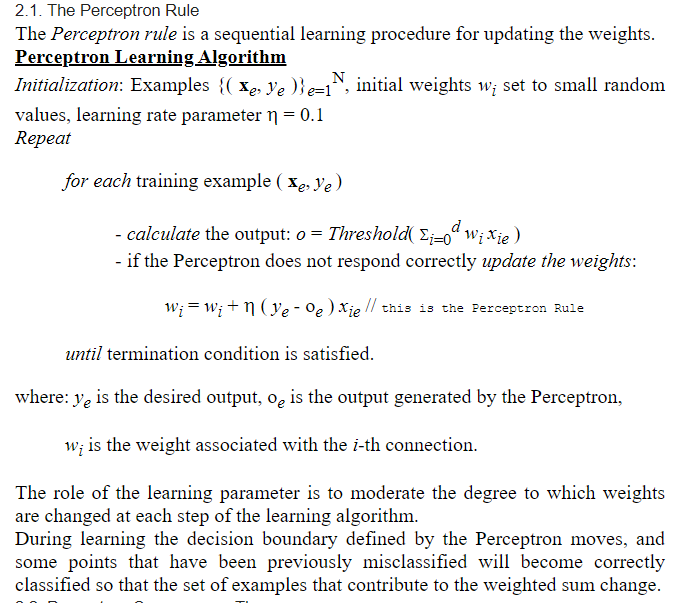 2.1. The Perceptron Rule
The Perceptron rule is a sequential learning procedure for updating the weights.
Perceptron Learning Algorithm
Initialization: Examples {( xe, ye )}e=1N, initial weights wi set to small random
values, learning rate parameter η = 0.1
Repeat
for each training example ( xe, ye )
- calculate the output: o = Threshold( Σi=0d wi xie )
- if the Perceptron does not respond correctly update the weights:
wi = wi + η ( ye - oe ) xie // this is the Perceptron Rule
until termination condition is satisfied.
where: ye is the desired output, oe is the output generated by the Perceptron,
wi is the weight associated with the i-th connection.
The role of the learning parameter is to moderate the degree to which weights
are changed at each step of the learning algorithm.
During learning the decision boundary defined by the Perceptron moves, and
some points that have been previously misclassified will become correctly
classified so that the set of examples that contribute to the weighted sum change.